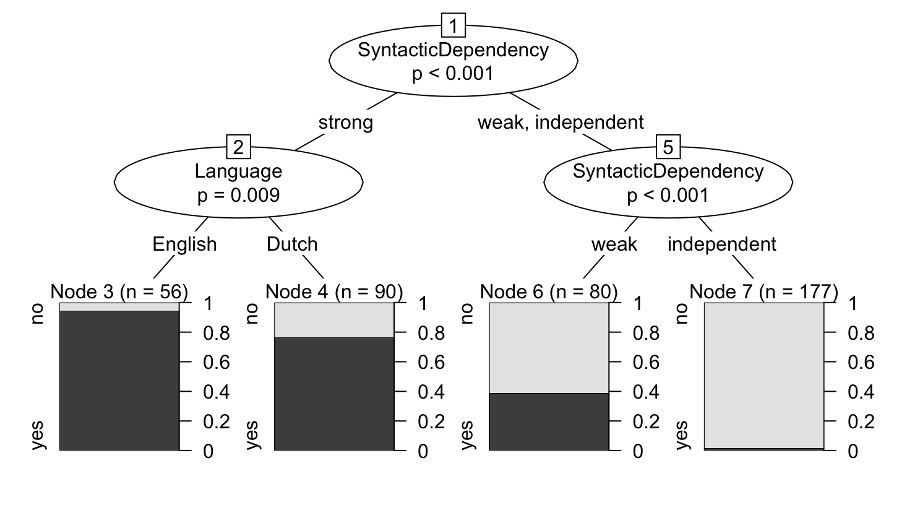 1
SyntacticDependency
p < 0.001
strong
weak, independent
2
Language
p = 0.009
5
SyntacticDependency
p < 0.001
English
Dutch
weak
independent
Node 3 (n = 56)
no
yes
1
0.8
0.6
0.4
0.2
0
Node 4 (n = 90)
no
yes
1
0.8
0.6
0.4
0.2
0
Node 6 (n = 80)
no
yes
1
0.8
0.6
0.4
0.2
0
Node 7 (n = 177)
no
yes
1
0.8
0.6
0.4
0.2
0